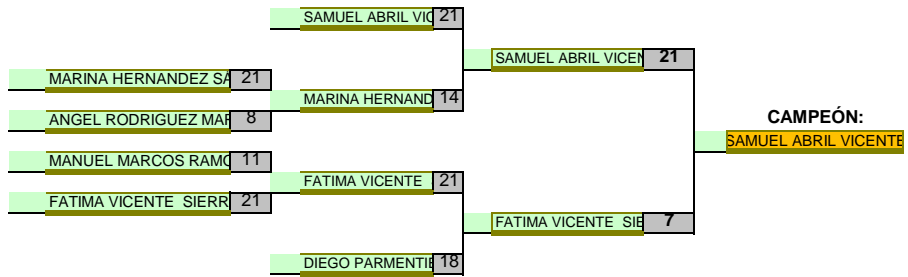 SAMUEL ABRIL VIC 21
SAMUEL ABRIL VICEN 21
MARINA HERNANDEZ SA 21
MARINA HERNAND 14
ANGEL RODRIGUEZ MAR 8
CAMPEÓN:
SAMUEL ABRIL VICENTE
MANUEL MARCOS RAMO 11
FATIMA VICENTE 21
FATIMA VICENTE SIERR 21
FATIMA VICENTE SIE 7
DIEGO PARMENTIE 18